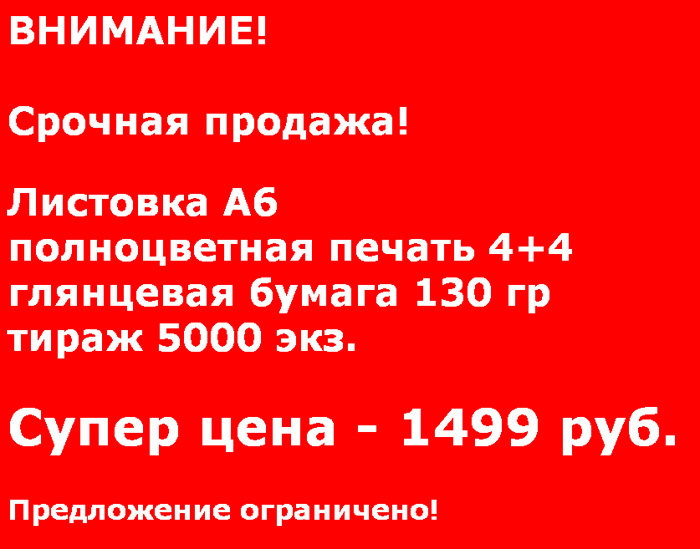 ВНИМАНИЕ!
Срочная продажа!
Листовка А6
полноцветная печать 4+4
глянцевая бумага 130 гр
тираж 5000 экз.
Супер цена - 1499 руб.
Предложение ограничено!